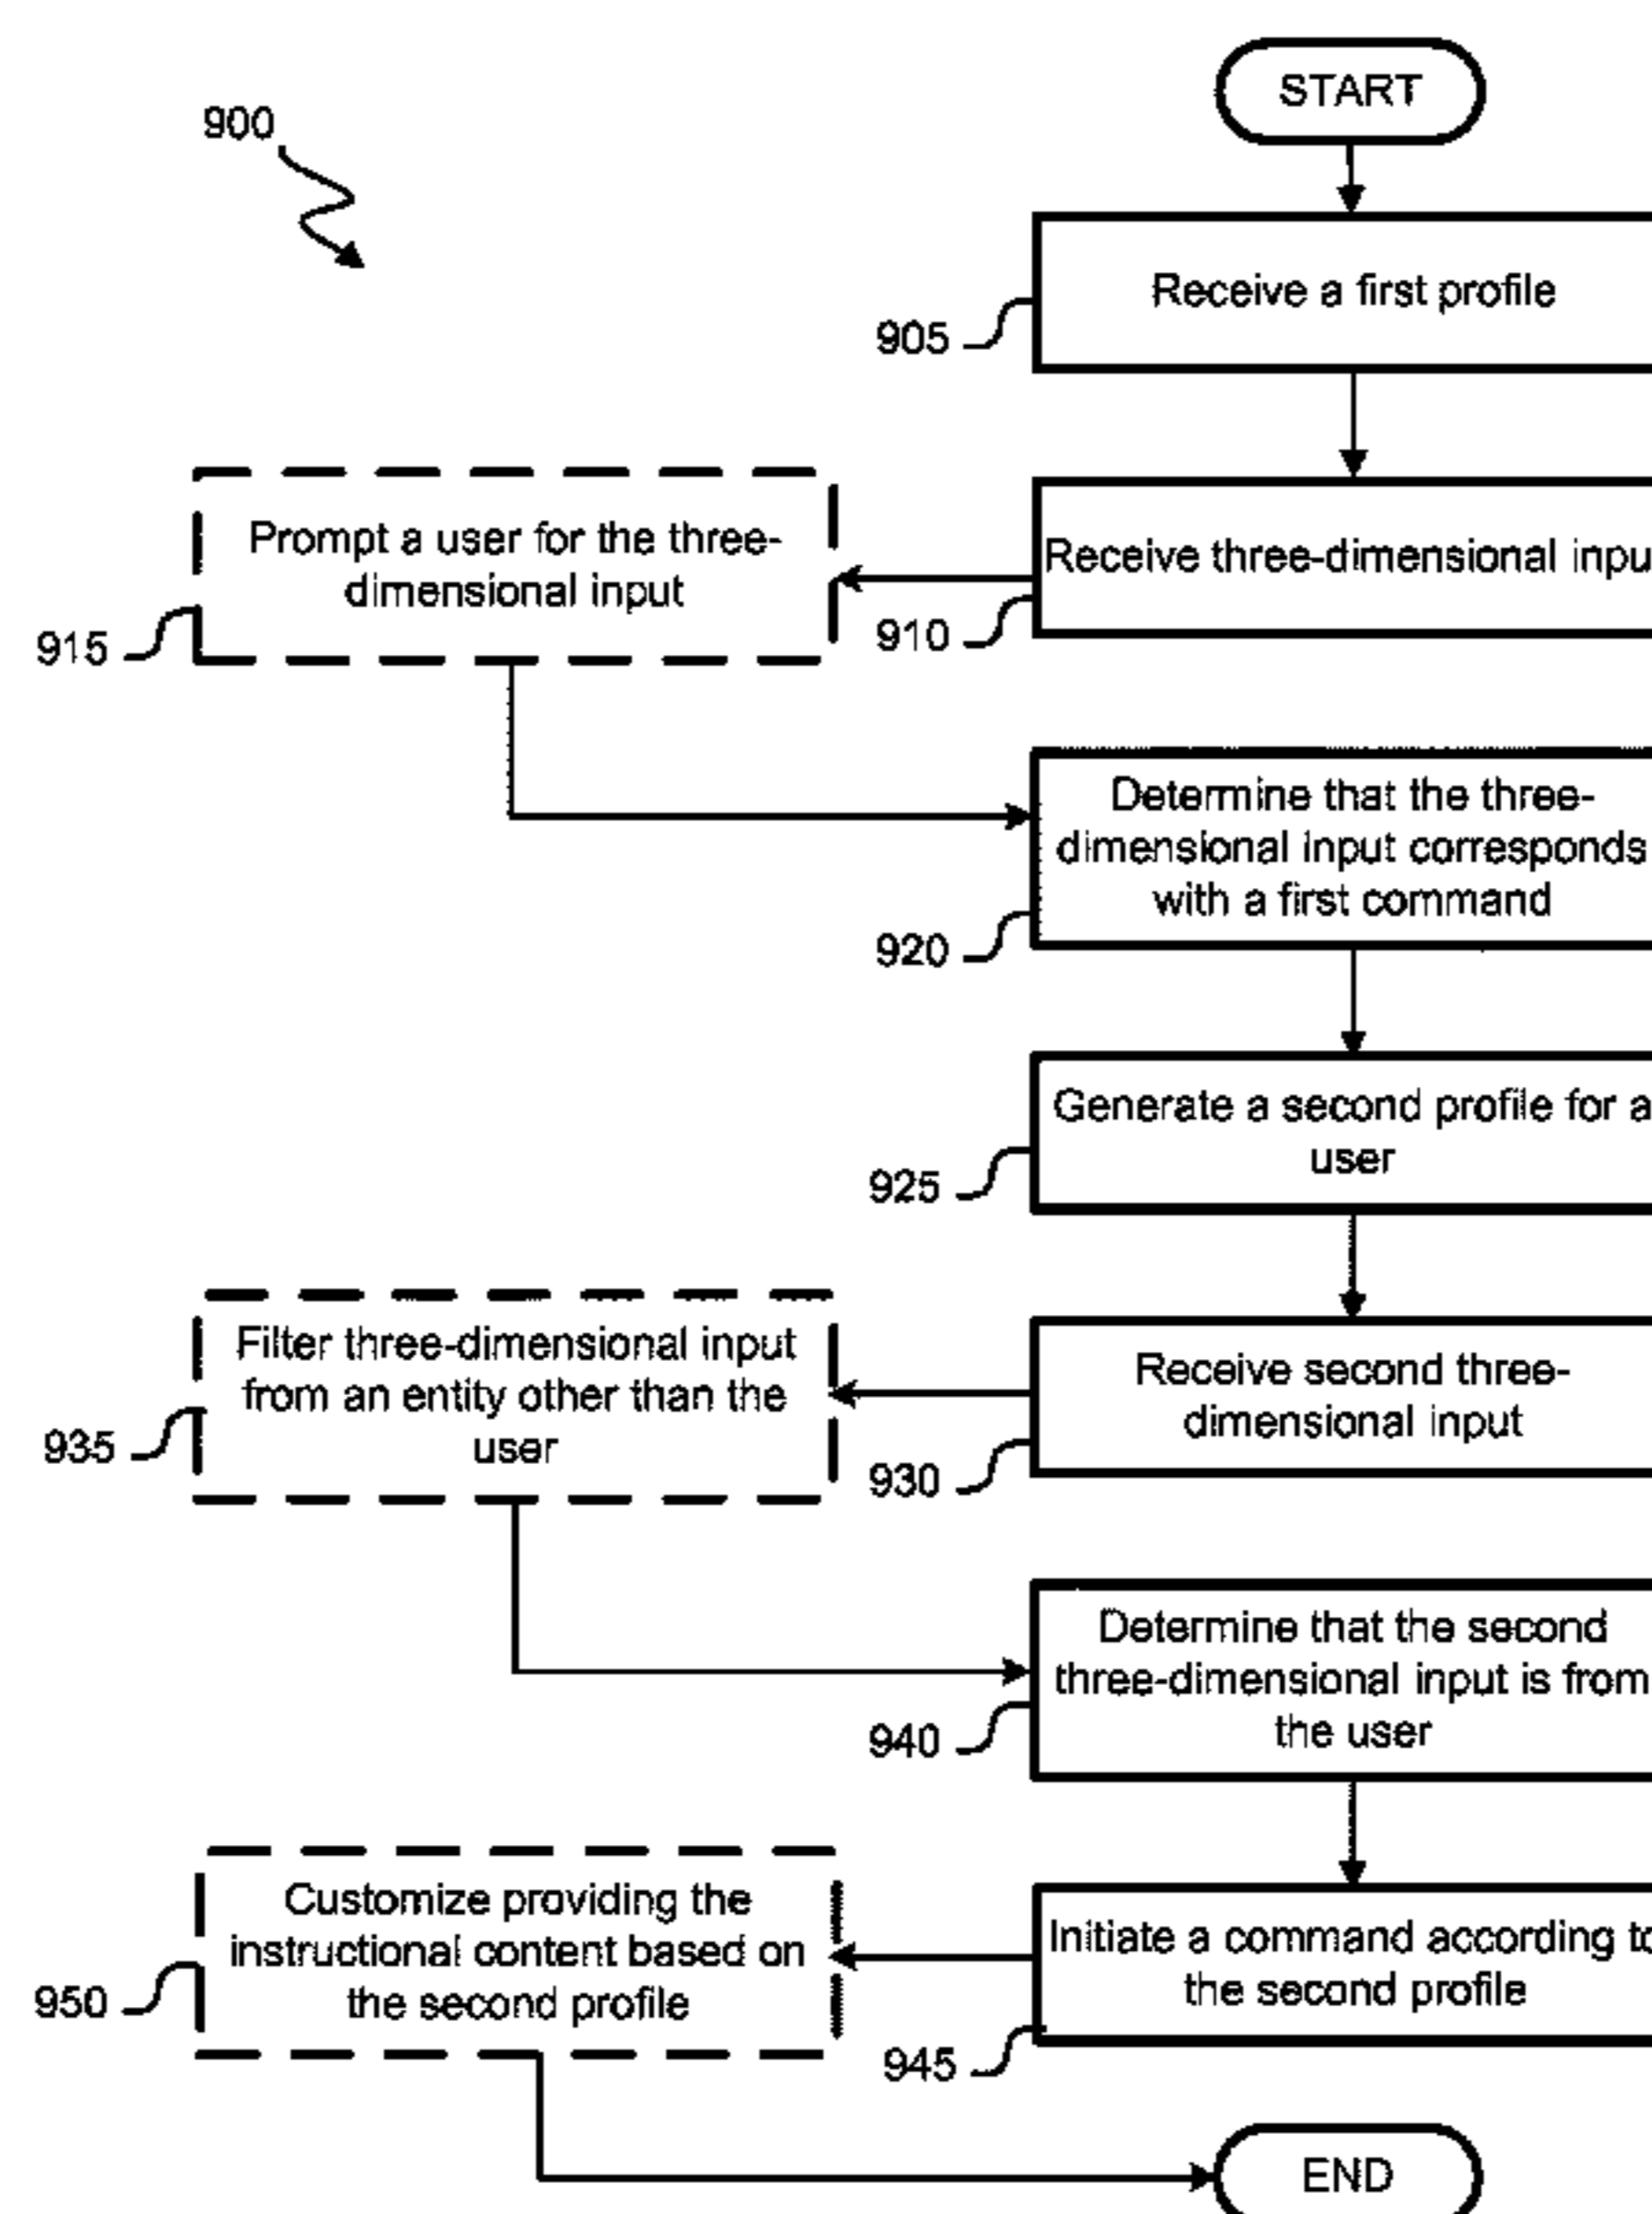 START
900
Receive a first profile
905
Prompt a user for the three-
dimensional input
915
Receive three-dimensional inpu
910
Determine that the three-
dimensional input corresponds
with a first command
920
Generate a second profile for a
user
925
Filter three-dimensional input
from an entity other than the
user
935
Receive second three-
dimensional input
930
Determine that the second
three-dimensional input is from
the user
940
Customize providing the
instructional content based on
the second profile
950
Initiate a command according to
the second profile
945
END